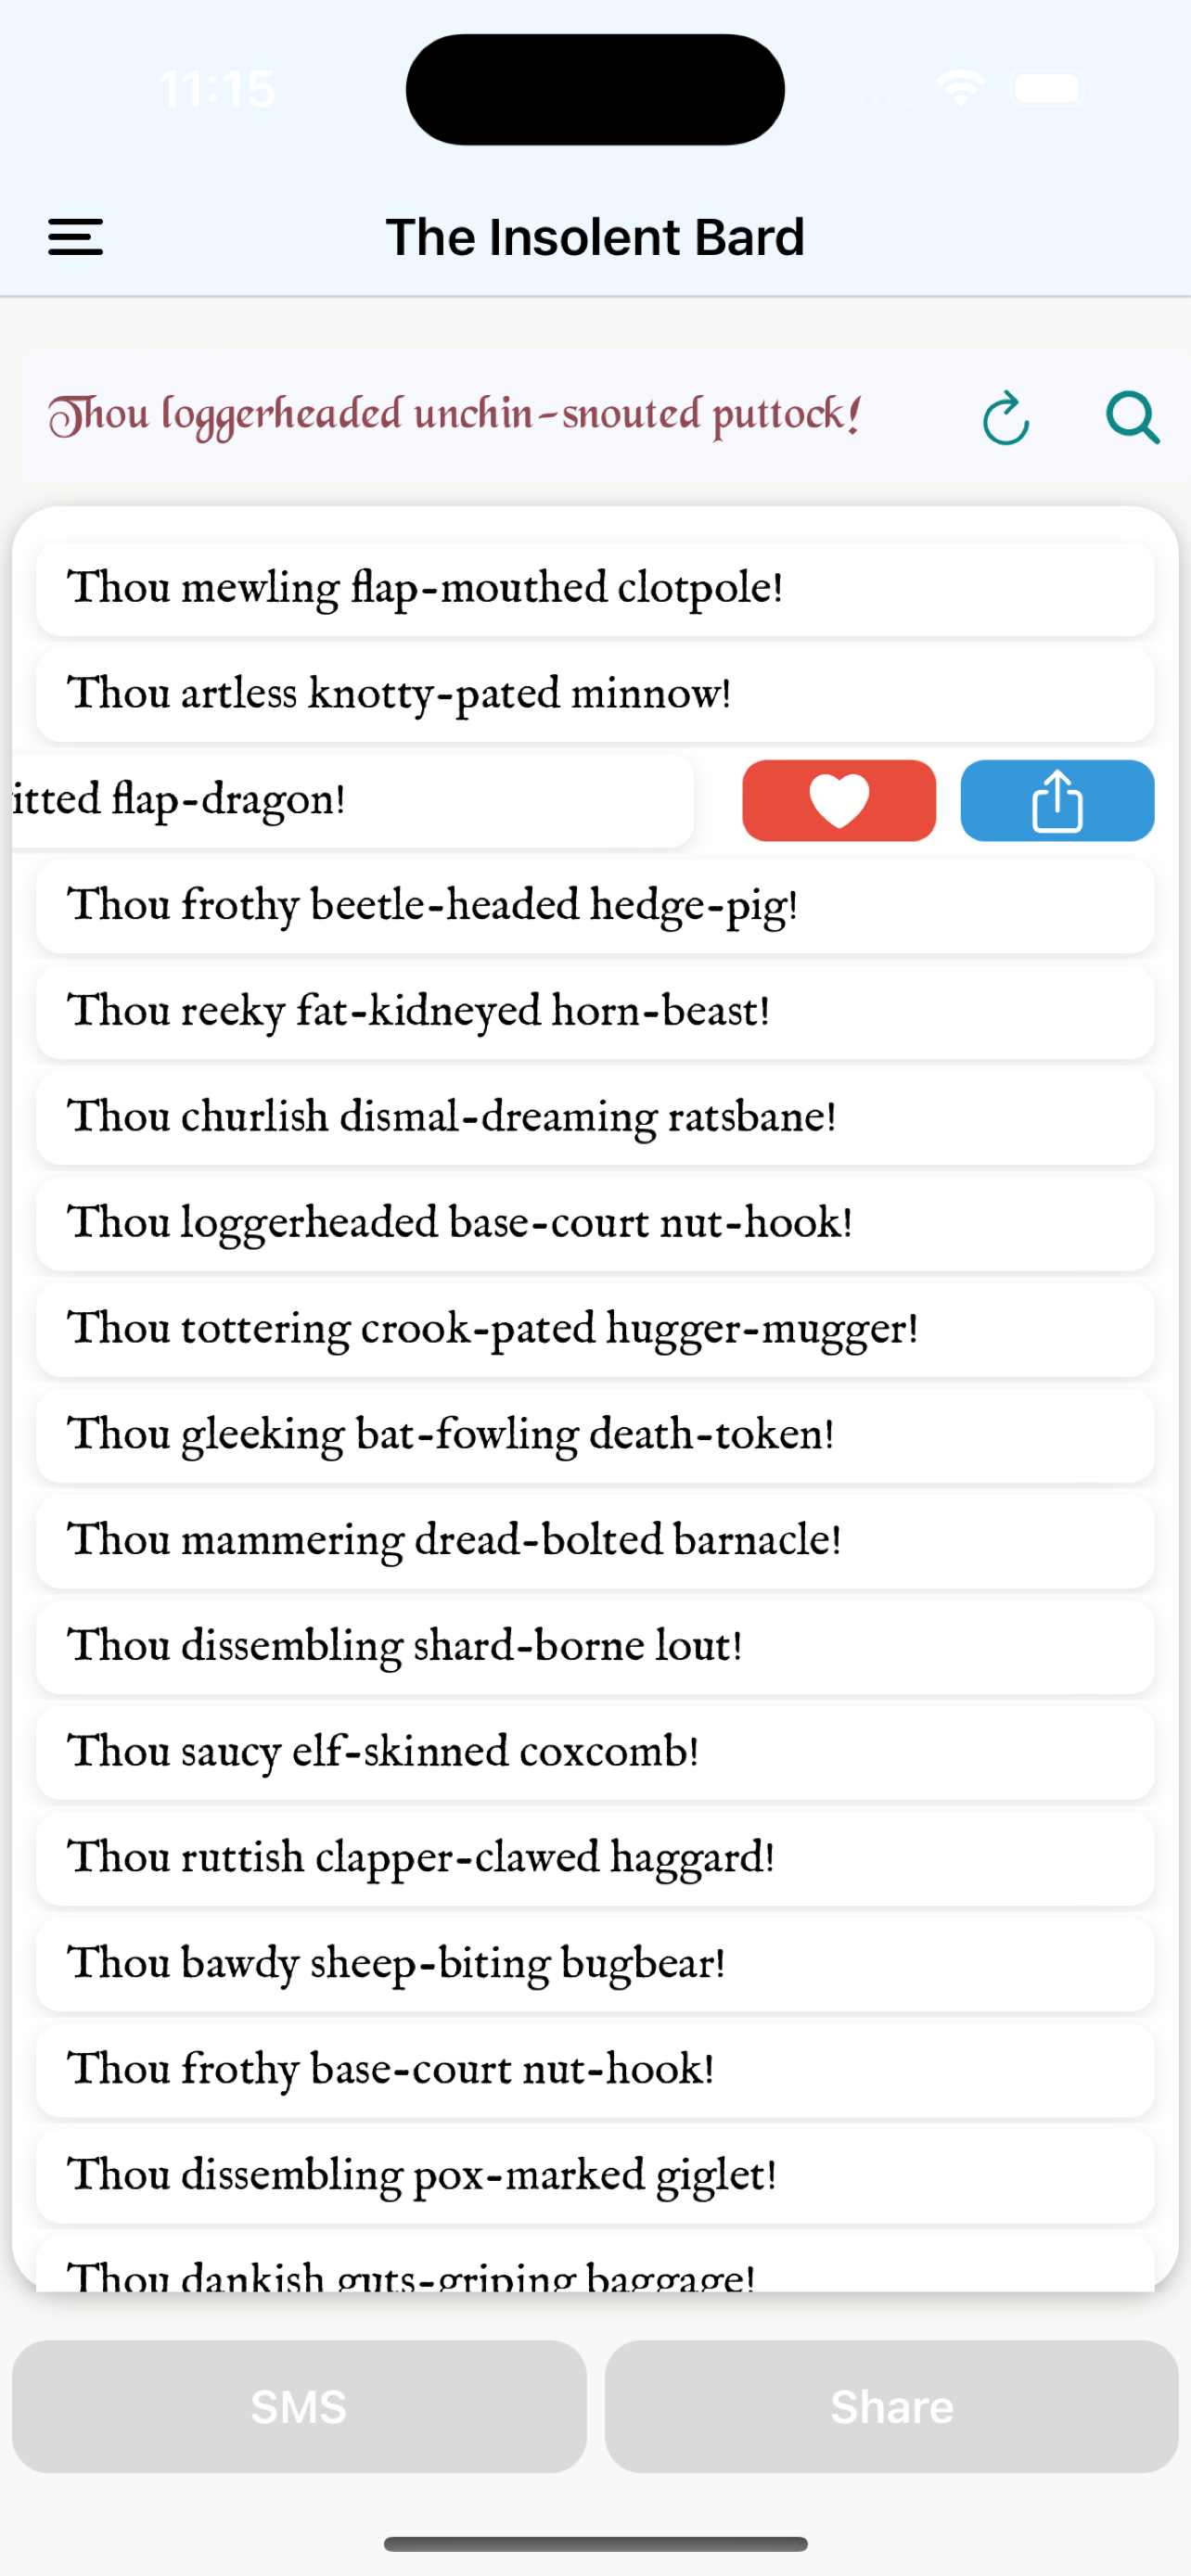 11:15
The Insolent Bard
Thou loggerheaded unchin-snouted puttock!
Thou mewling flap-mouthed clotpole!
Thou artless knotty-pated minnow!
itted flap-dragon!
Thou frothy beetle-headed hedge-pig!
Thou reeky fat-kidneyed horn-beast!
Thou churlish dismal-dreaming ratsbane!
Thou loggerheaded base-court nut-hook!
Thou tottering crook-pated hugger-mugger!
Thou gleeking bat-fowling death-token!
Thou mammering dread-bolted barnacle!
Thou dissembling shard-borne lout!
Thou saucy elf-skinned coxcomb!
Thou ruttish clapper-clawed haggard!
Thou bawdy sheep-biting bugbear!
Thou frothy base-court nut-hook!
Thou dissembling pox-marked giglet!
Thou dankish guts-griping baggage!
SMS
Share